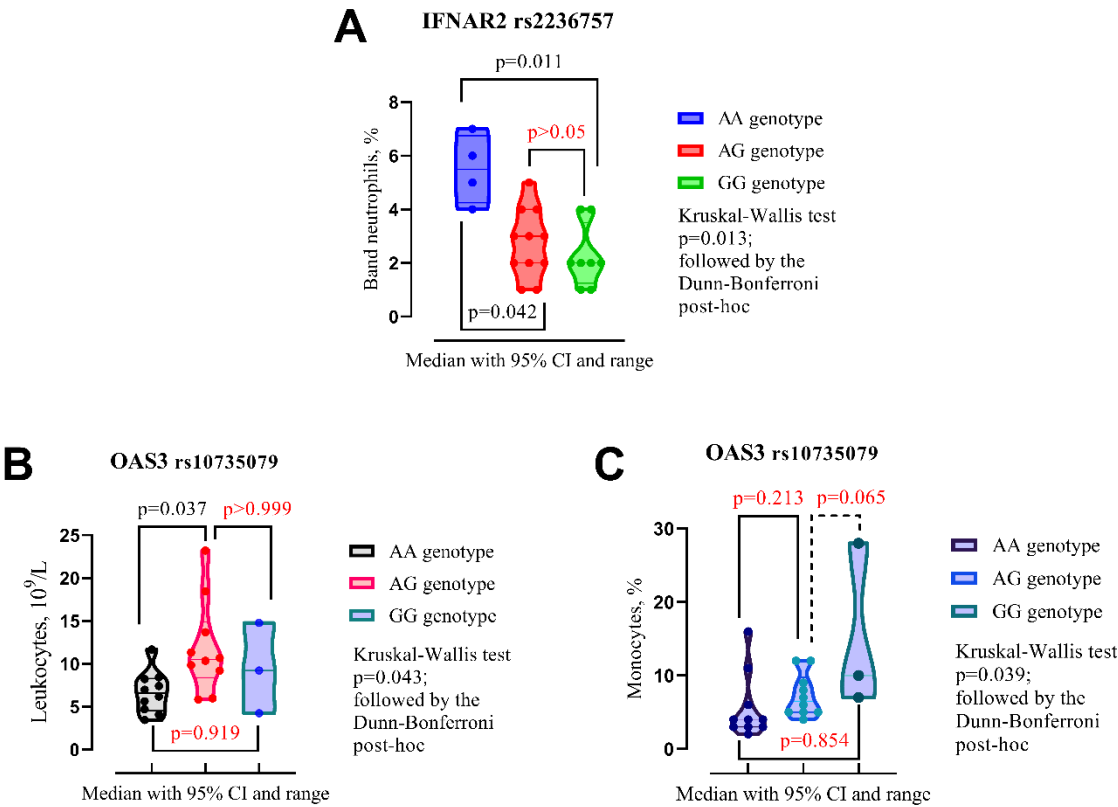 A
IFNAR2 rs2236757
p=0.011
8
6
4
2
0
Band neutrophils, %
p>0.05
p=0.042
Median with 95% CI and range
AA genotype
AG genotype
GG genotype
Kruskal-Wallis test
p=0.013;
followed by the
Dunn-Bonferroni
post-hoc
B
OAS3 rs10735079
p=0.037
p>0.999
25
20
15
10
5
0
Leukocytes, 10⁹/L
p=0.919
Median with 95% CI and range
AA genotype
AG genotype
GG genotype
Kruskal-Wallis test
p=0.043;
followed by the
Dunn-Bonferroni
post-hoc
C
OAS3 rs10735079
p=0.213
p=0.065
30
20
10
0
Monocytes, %
p=0.854
Median with 95% CI and range
AA genotype
AG genotype
GG genotype
Kruskal-Wallis test
p=0.039;
followed by the
Dunn-Bonferroni
post-hoc